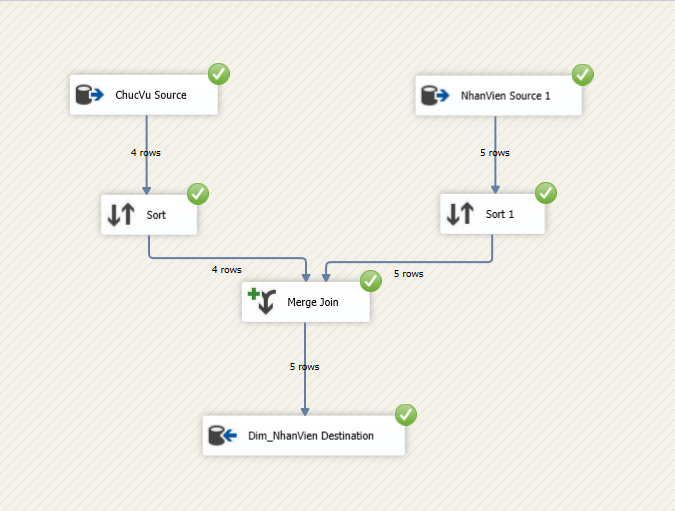 ChucVu Source
NhanVien Source 1
4 rows
5 rows
Sort
Sort 1
4 rows
5 rows
Merge Join
5 rows
Dim_NhanVien Destination